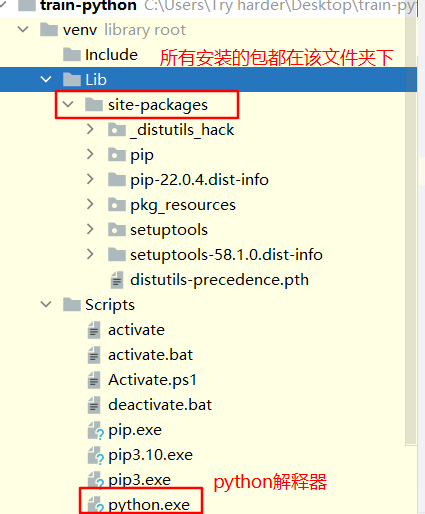 train-python C:\Users\Try harder\Desktop\train-py
venv library root
Include 所有安装的包都在该文件夹下
Lib
site-packages
_distutils_hack
pip
pip-22.0.4.dist-info
pkg_resources
setuptools
setuptools-58.1.0.dist-info
distutils-precedence.pth
Scripts
activate
activate.bat
Activate.ps1
deactivate.bat
pip.exe
pip3.10.exe
pip3.exe python解释器
python.exe